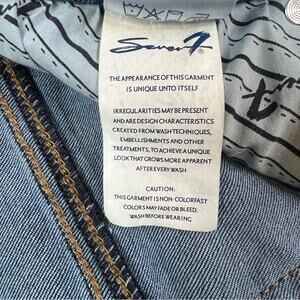 Seven7
THE APPEARANCE OF THIS GARMENT
IS UNIQUE UNTO ITSELF
IRREGULARITIES MAY BE PRESENT
AND ARE DESIGN CHARACTERISTICS
CREATED FROM WASH TECHNIQUES,
EMBELLISHMENTS AND OTHER
TREATMENTS, TO ACHIEVE A UNIQUE
LOOK THAT GROWS MORE APPARENT
AFTER EVERY WASH
CAUTION:
THIS GARMENT IS NON-COLORFAST
COLORS MAY FADE OR BLEED.
WASH BEFORE WEARING